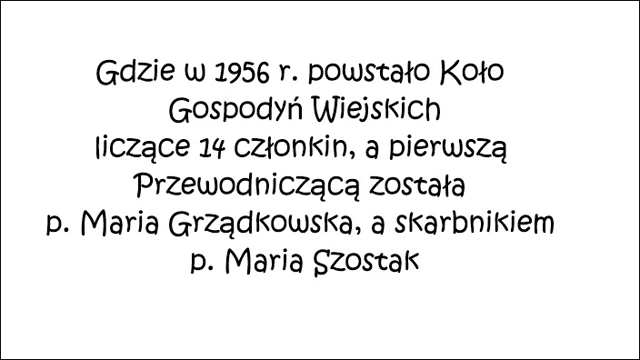 Gdzie w 1956 r. powstało Koło
Gospodyń Wiejskich
liczące 14 członkin, a pierwszą
Przewodniczącą została
p. Maria Grządkowska, a skarbnikiem
p. Maria Szostak